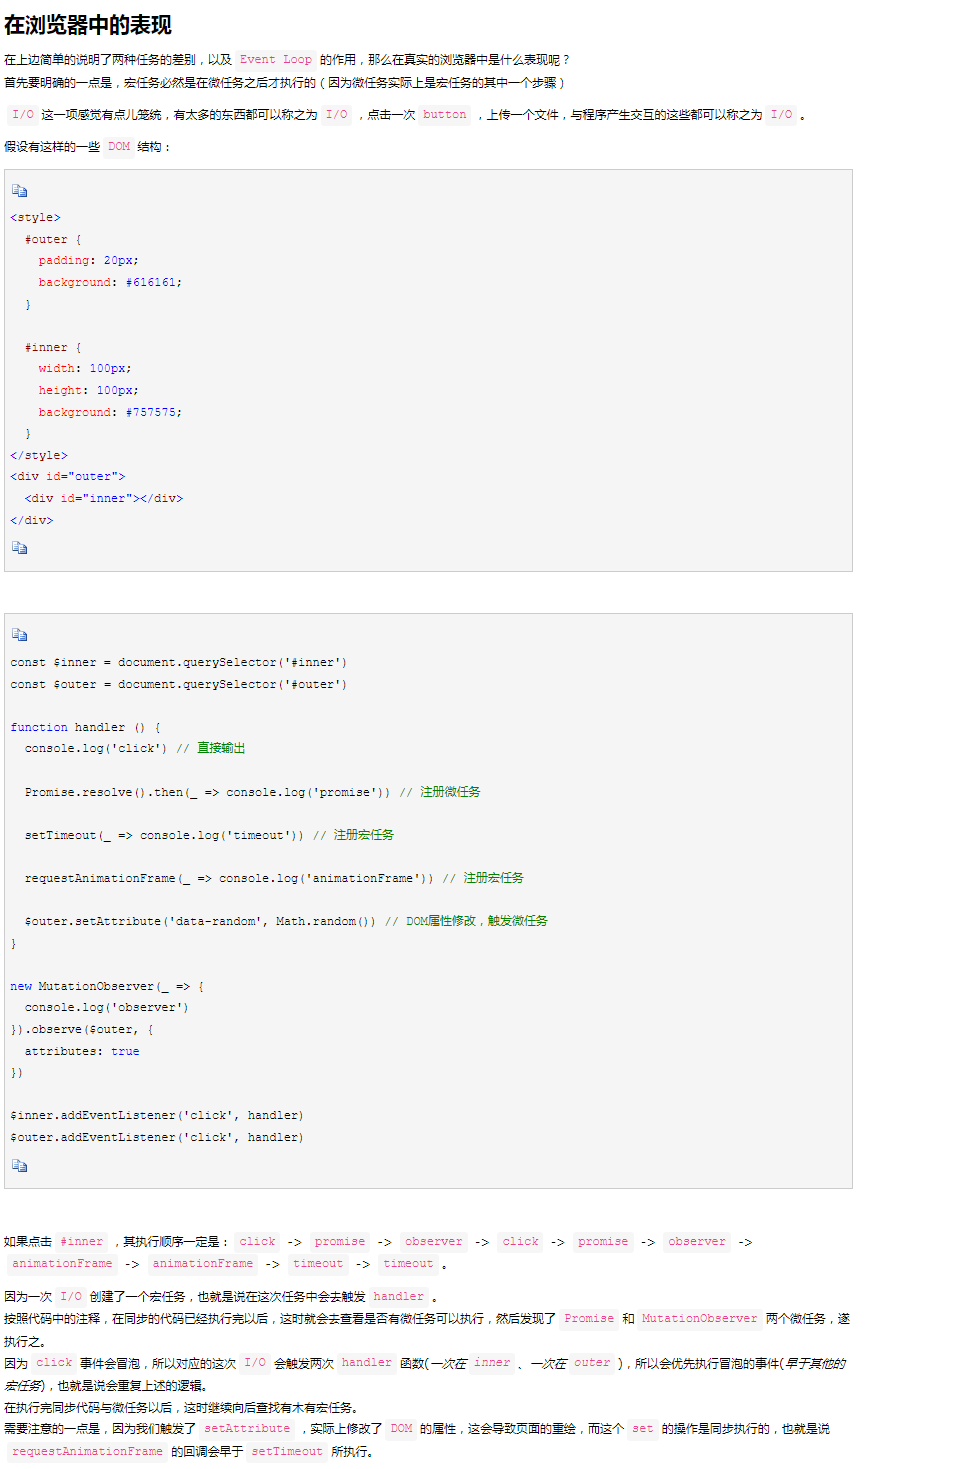 在浏览器中的表现
在上边简单的说明了两种任务的差别，以及 Event Loop 的作用，那么在真实的浏览器中是什么表现呢？
首先要明确的一点是，宏任务必然是在微任务之后才执行的（因为微任务实际上是宏任务的其中一个步骤）
I/O 这一项感觉有点儿笼统，有太多的东西都可以称之为 I/O ，点击一次 button ，上传一个文件，与程序产生交互的这些都可以称之为 I/O 。
假设有这样的一些 DOM 结构：
<style>
  #outer {
    padding: 20px;
    background: #616161;
  }
  #inner {
    width: 100px;
    height: 100px;
    background: #757575;
  }
</style>
<div id="outer">
  <div id="inner"></div>
</div>
const $inner = document.querySelector('#inner')
const $outer = document.querySelector('#outer')
function handler () {
  console.log('click') // 直接输出
  Promise.resolve().then(_ => console.log('promise')) // 注册微任务
  setTimeout(_ => console.log('timeout')) // 注册宏任务
  requestAnimationFrame(_ => console.log('animationFrame')) // 注册宏任务
  $outer.setAttribute('data-random', Math.random()) // DOM属性修改，触发微任务
}
new MutationObserver(_ => {
  console.log('observer')
}).observe($outer, {
  attributes: true
})
$inner.addEventListener('click', handler)
$outer.addEventListener('click', handler)
如果点击 #inner ，其执行顺序一定是： click -> promise -> observer -> click -> promise -> observer ->
animationFrame -> animationFrame -> timeout -> timeout 。
因为一次 I/O 创建了一个宏任务，也就是说在这次任务中会去触发 handler 。
按照代码中的注释，在同步的代码已经执行完以后，这时就会去查看是否有微任务可以执行，然后发现了 Promise 和 MutationObserver 两个微任务，遂
执行之。
因为 click 事件会冒泡，所以对应的这次 I/O 会触发两次 handler 函数(一次在 inner 、一次在 outer )，所以会优先执行冒泡的事件(早于其他的
宏任务)，也就是说会重复上述的逻辑。
在执行完同步代码与微任务以后，这时继续向后查找有木有宏任务。
需要注意的一点是，因为我们触发了 setAttribute ，实际上修改了 DOM 的属性，这会导致页面的重绘，而这个 set 的操作是同步执行的，也就是说
requestAnimationFrame 的回调会早于 setTimeout 所执行。